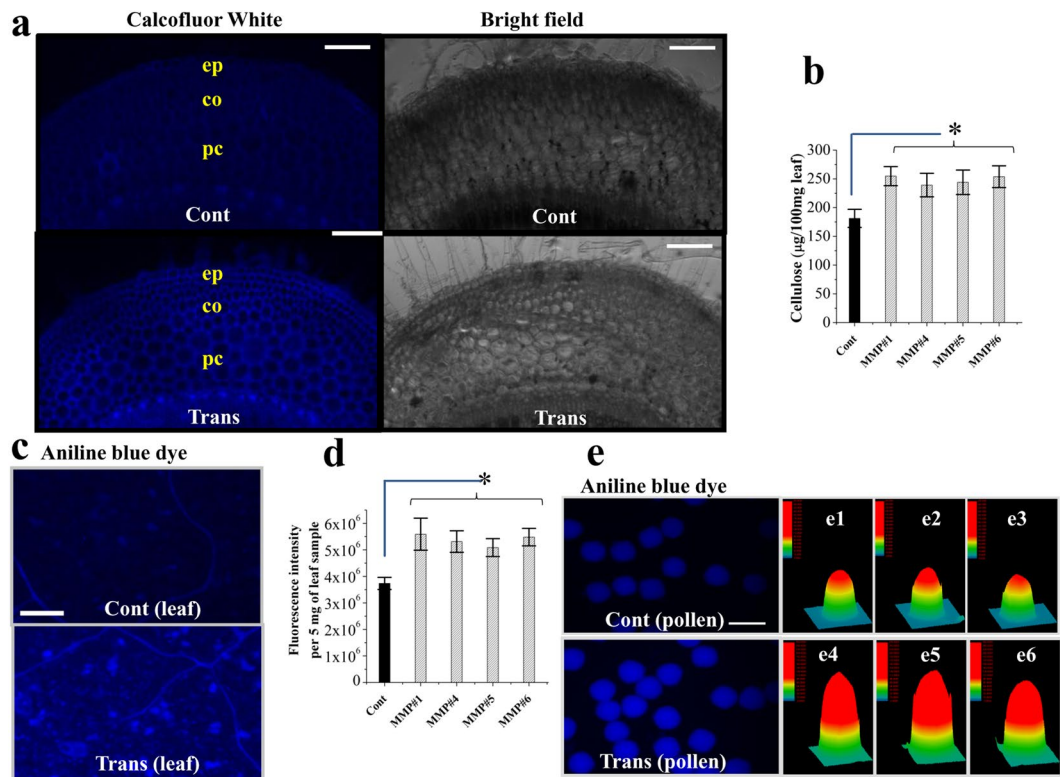 a
Calcofluor White
Bright field
ep
co
pc
Cont
Cont
ep
co
pc
Trans
Trans
b
*
Cellulose (µg/100mg leaf)
300
250
200
150
100
50
0
Cont
MMP#1
MMP#4
MMP#5
MMP#6
c
Aniline blue dye
Cont (leaf)
Trans (leaf)
d
*
Fluorescence intensity
per 5 mg of leaf sample
6x10⁶
5x10⁶
4x10⁶
3x10⁶
2x10⁶
1x10⁶
0
Cont
MMP#1
MMP#4
MMP#5
MMP#6
e
Aniline blue dye
Cont (pollen)
e1
e2
e3
Trans (pollen)
e4
e5
e6